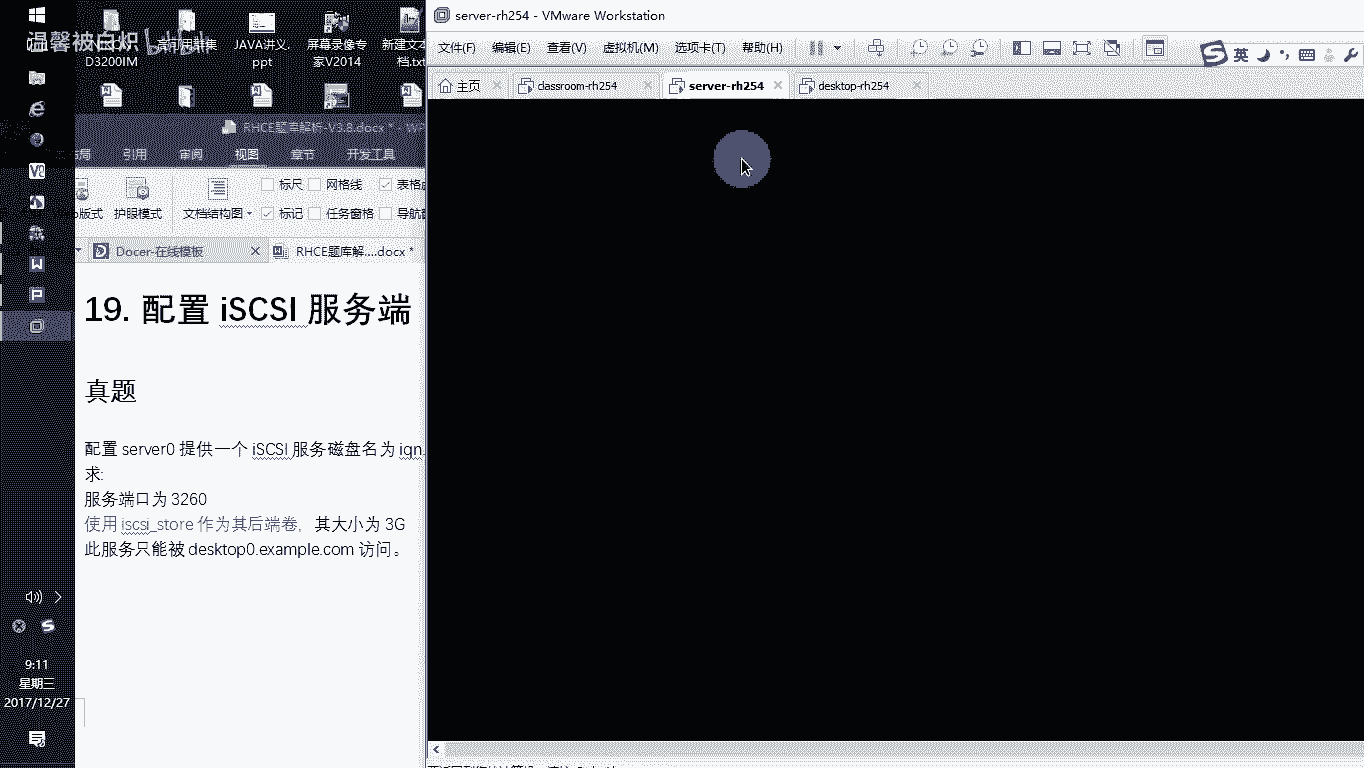 温馨被白炽
D3200IM
JAVA讲义.
ppt
屏幕录像专
家V2014
新建文本
档.txt
RHCE题库解析-V3.8.docx * - WP
引用
审阅
视图
章节
开发工具
标尺
网格线
表格虚
版式
护眼模式
文档结构图
标记
任务窗格
导航窗
Docer-在线模板
RHCE题库解....docx *
19. 配置 iSCSI 服务端
真题
配置 server0 提供一个 iSCSI 服务磁盘名为 iqn.
求:
服务端口为 3260
使用 iscsi_store 作为其后端卷, 其大小为 3G
此服务只能被 desktop0.example.com 访问。
9:11
星期三
2017/12/27
server-rh254 - VMware Workstation
文件(F)
编辑(E)
查看(V)
虚拟机(M)
选项卡(T)
帮助(H)
英
主页
classroom-rh254
server-rh254
desktop-rh254